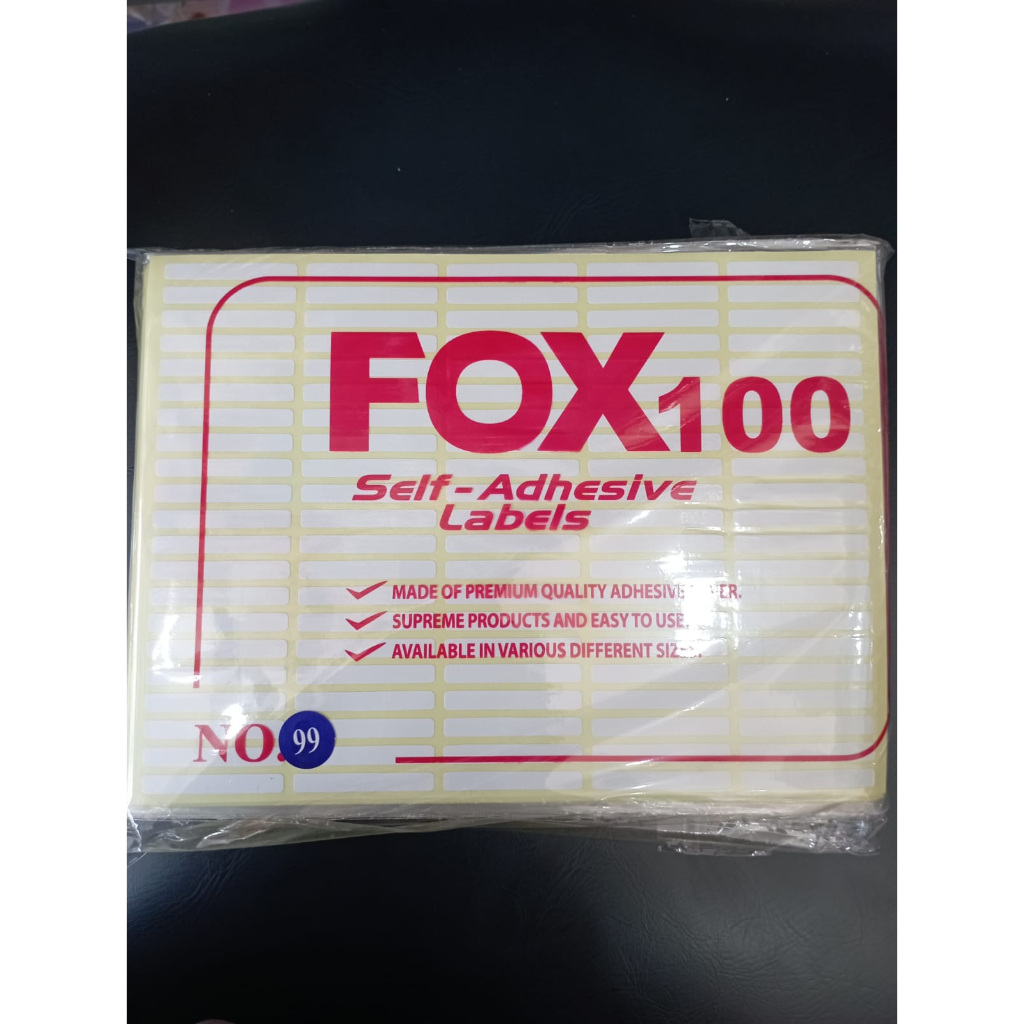 FOX100
Self-Adhesive
Labels
MADE OF PREMIUM QUALITY ADHESIVE
SUPREME PRODUCTS AND EASY TO USE.
AVAILABLE IN VARIOUS DIFFERENT SIZES.
NO. 99